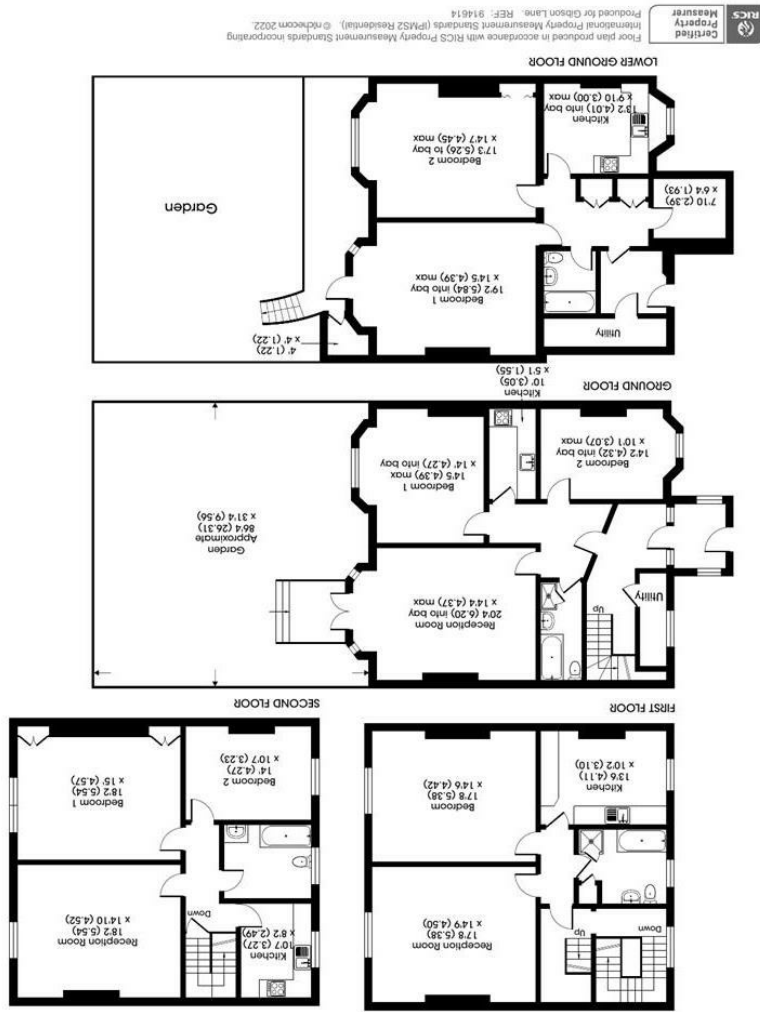 Down
Up
Reception Room
17'8 (5.38)
x 14'9 (4.50)
Kitchen
13'6 (4.11)
x 10'2 (3.10)
Bedroom
17'8 (5.38)
x 14'6 (4.42)
FIRST FLOOR
Kitchen
10'7 (3.27)
x 8'2 (2.49)
Down
Reception Room
18'2 (5.54)
x 14'10 (4.52)
Bedroom 2
14' (4.27)
x 10'7 (3.23)
Bedroom 1
18'2 (5.54)
x 15' (4.57)
SECOND FLOOR
Utility
Up
Reception Room
20'4 (6.20) into bay
x 14'4 (4.37) max
Garden
Approximate
86'4 (26.31)
x 31'4 (9.56)
Bedroom 2
14'2 (4.32) into bay
x 10'1 (3.07) max
Bedroom 1
14'5 (4.39) max
x 14' (4.27) into bay
Kitchen
10' (3.05)
x 5'1 (1.55)
GROUND FLOOR
Utility
4' (1.22)
x 4' (1.22)
Bedroom 1
19'2 (5.84) into bay
x 14'5 (4.39) max
7'10 (2.39)
x 6'4 (1.93)
Garden
Kitchen
13'2 (4.01) into bay
x 9'10 (3.00) max
Bedroom 2
17'3 (5.26) to bay
x 14'7 (4.45) max
LOWER GROUND FLOOR
RICS
Certified
Property
Measurer
Floor plan produced in accordance with RICS Property Measurement Standards incorporating
International Property Measurement Standards (IPMS2 Residential). ©nichecom 2022.
Produced for Gibson Lane. REF: 914614